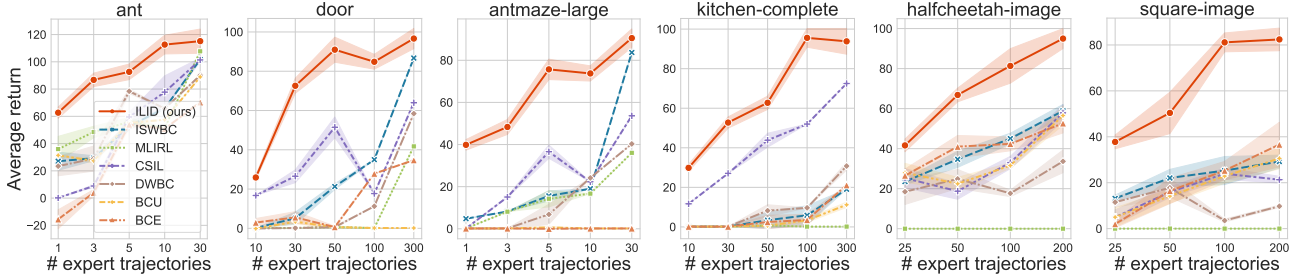 ant
door
antmaze-large
kitchen-complete
halfcheetah-image
square-image
Average return
120
100
80
60
40
20
0
−20
ILID (ours)
ISWBC
MLIRL
CSIL
DWBC
BCU
BCE
1 3 5 10 30
# expert trajectories
100
80
60
40
20
0
10 30 50 100 300
# expert trajectories
80
60
40
20
0
1 3 5 10 30
# expert trajectories
100
80
60
40
20
0
10 30 50 100 300
# expert trajectories
100
80
60
40
20
0
25 50 100 200
# expert trajectories
80
60
40
20
0
25 50 100 200
# expert trajectories